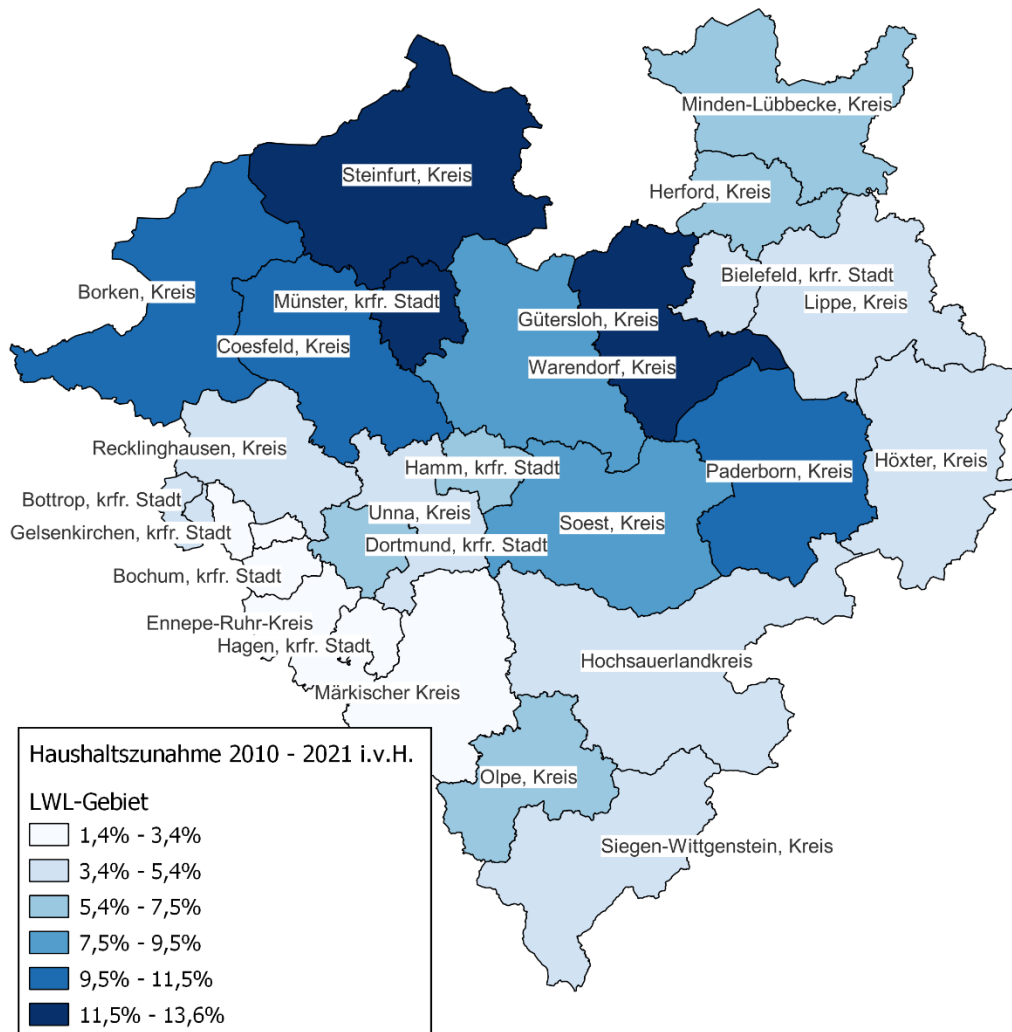 Minden-Lübbecke, Kreis
Steinfurt, Kreis
Herford, Kreis
Bielefeld, krfr. Stadt
Borken, Kreis
Münster, krfr. Stadt
Lippe, Kreis
Gütersloh, Kreis
Coesfeld, Kreis
Warendorf, Kreis
Recklinghausen, Kreis
Hamm, krfr. Stadt
Paderborn, Kreis
Höxter, Kreis
Bottrop, krfr. Stadt
Unna, Kreis
Soest, Kreis
Gelsenkirchen, krfr. Stadt
Dortmund, krfr. Stadt
Bochum, krfr. Stadt
Ennepe-Ruhr-Kreis
Hagen, krfr. Stadt
Hochsauerlandkreis
Märkischer Kreis
Olpe, Kreis
Siegen-Wittgenstein, Kreis
Haushaltszunahme 2010 - 2021 i.v.H.
LWL-Gebiet
1,4% - 3,4%
3,4% - 5,4%
5,4% - 7,5%
7,5% - 9,5%
9,5% - 11,5%
11,5% - 13,6%